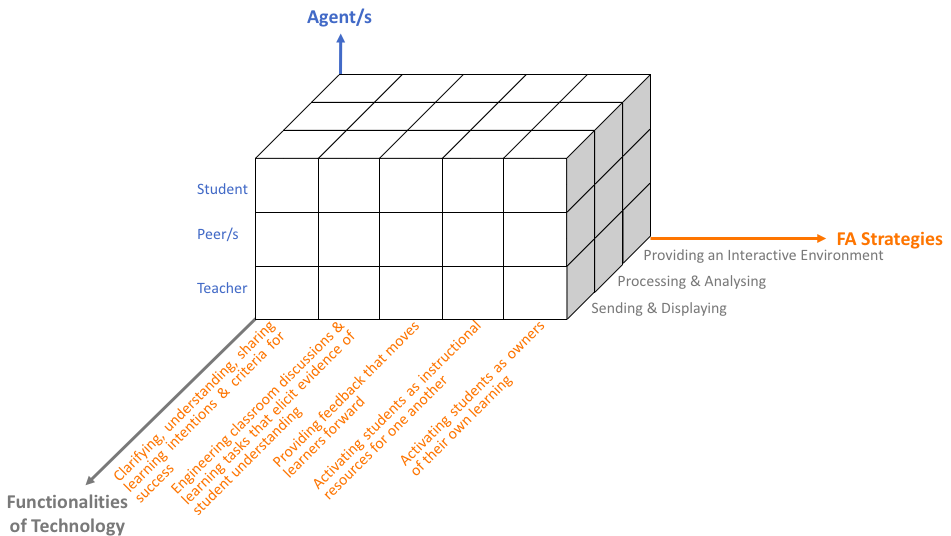 Agent/s
Student
Peer/s
Teacher
FA Strategies
Providing an Interactive Environment
Processing & Analysing
Sending & Displaying
Clarifying, understanding, sharing
learning intentions & criteria for
success
Engineering classroom discussions &
learning tasks that elicit evidence of
student understanding
Providing feedback that moves
learners forward
Activating students as instructional
resources for one another
Activating students as owners
of their own learning
Functionalities
of Technology